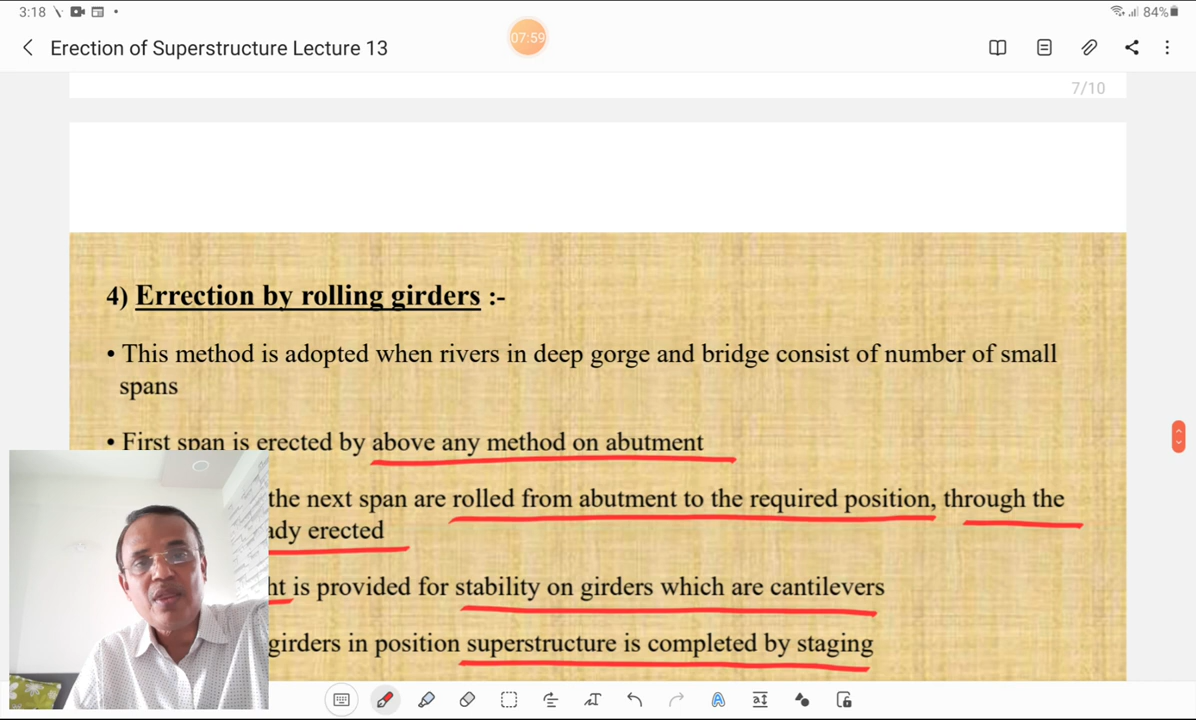 3:18
84%
07:59
Erection of Superstructure Lecture 13
7/10
4) Errection by rolling girders :-
• This method is adopted when rivers in deep gorge and bridge consist of number of small
spans
• First span is erected by above any method on abutment
the next span are rolled from abutment to the required position, through the
ady erected
ht is provided for stability on girders which are cantilevers
girders in position superstructure is completed by staging